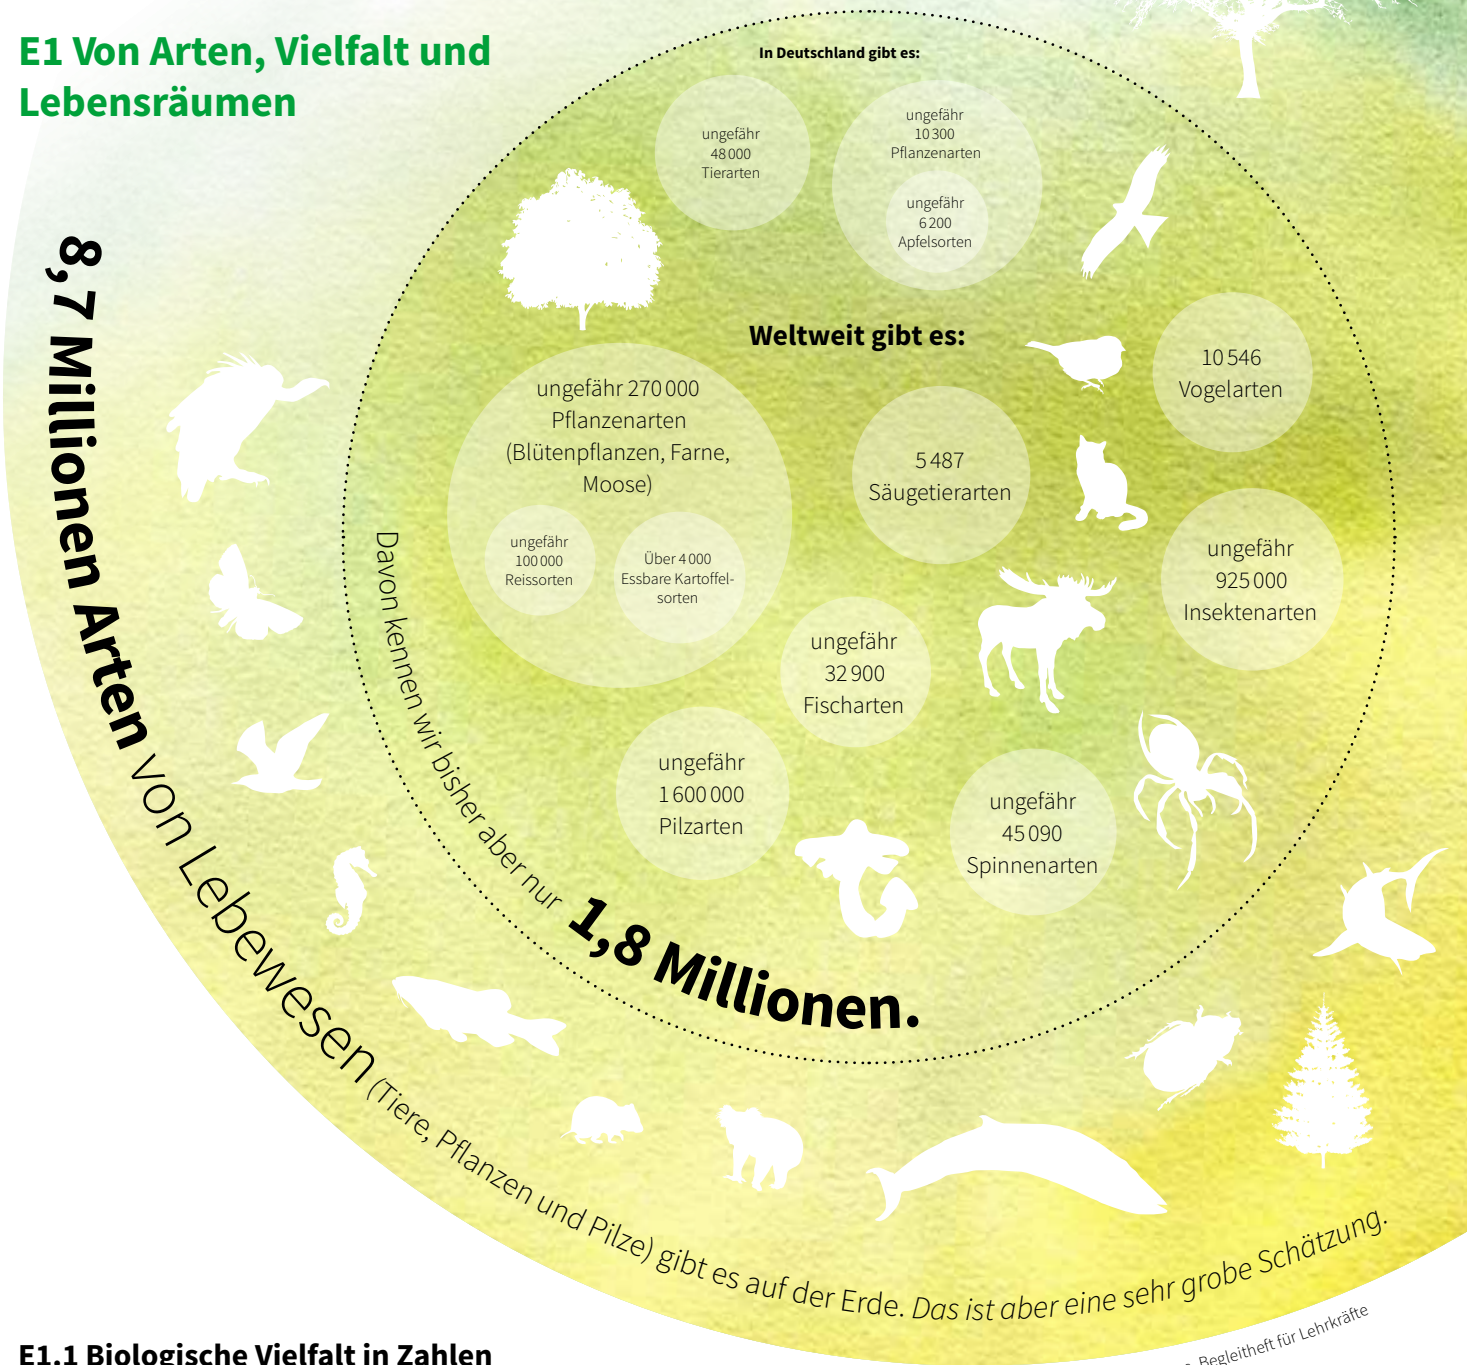 E1 Von Arten, Vielfalt und
Lebensräumen
In Deutschland gibt es:
ungefähr
48 000
Tierarten
ungefähr
10 300
Pflanzenarten
ungefähr
6 200
Apfelsorten
Weltweit gibt es:
ungefähr 270 000
Pflanzenarten
(Blütenpflanzen, Farne,
Moose)
ungefähr
100 000
Reissorten
Über 4 000
Essbare Kartoffel-
sorten
5 487
Säugetierarten
10 546
Vogelarten
ungefähr
925 000
Insektenarten
ungefähr
32 900
Fischarten
ungefähr
1 600 000
Pilzarten
ungefähr
45 090
Spinnenarten
8,7 Millionen Arten von Lebewesen (Tiere, Pflanzen und Pilze) gibt es auf der Erde. Das ist aber eine sehr grobe Schätzung.
Davon kennen wir bisher aber nur 1,8 Millionen.
Begleitheft für Lehrkräfte
E1.1 Biologische Vielfalt in Zahlen